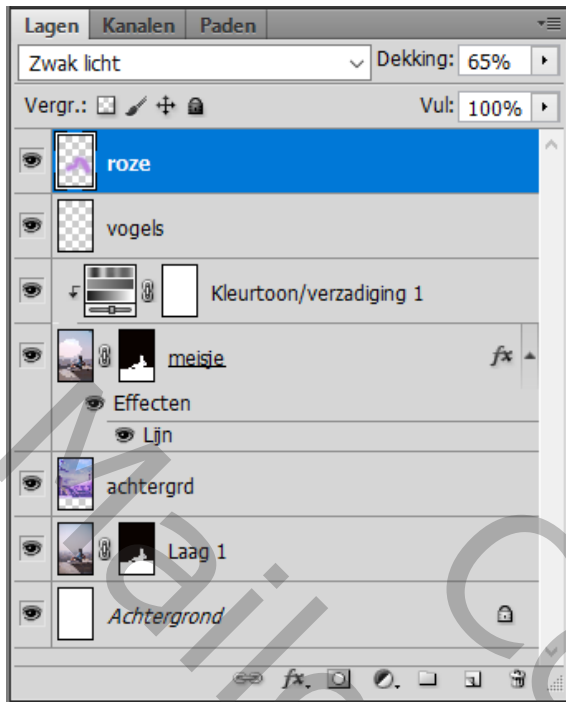 Lagen Kanalen Paden
Zwak licht Dekking: 65%
Vergr.: Vul: 100%
roze
vogels
Kleurtoon/verzadiging 1
meisje fx
Effecten
Lijn
achtergrd
Laag 1
Achtergrond
fx.